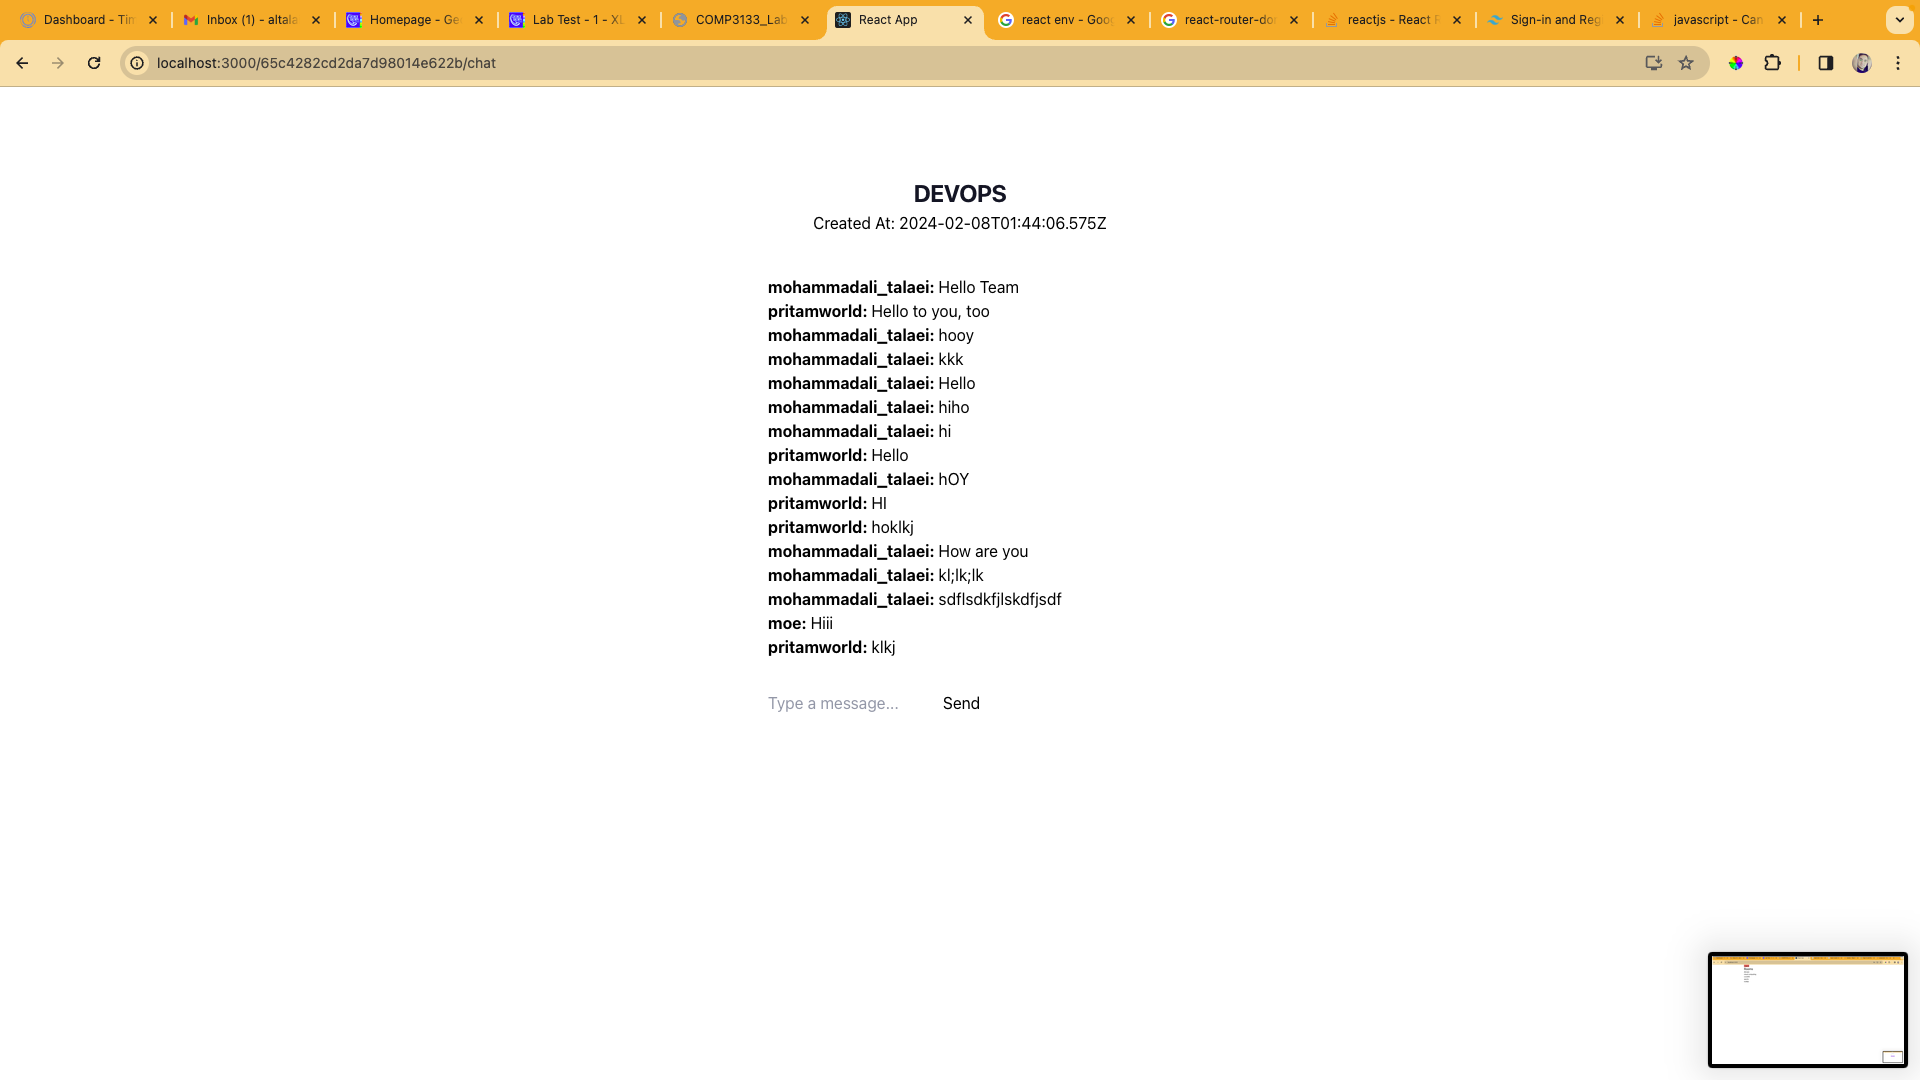 Dashboard - Tim
Inbox (1) - altala
Homepage - Ge
Lab Test - 1 - XL
COMP3133_Lab
React App
react env - Goog
react-router-dor
reactjs - React R
Sign-in and Reg
javascript - Can
localhost:3000/65c4282cd2da7d98014e622b/chat
DEVOPS
Created At: 2024-02-08T01:44:06.575Z
mohammadali_talaei: Hello Team
pritamworld: Hello to you, too
mohammadali_talaei: hooy
mohammadali_talaei: kkk
mohammadali_talaei: Hello
mohammadali_talaei: hiho
mohammadali_talaei: hi
pritamworld: Hello
mohammadali_talaei: hOY
pritamworld: HI
pritamworld: hoklkj
mohammadali_talaei: How are you
mohammadali_talaei: kl;lk;lk
mohammadali_talaei: sdflsdkfjlskdfjsdf
moe: Hiii
pritamworld: klkj
Type a message...
Send